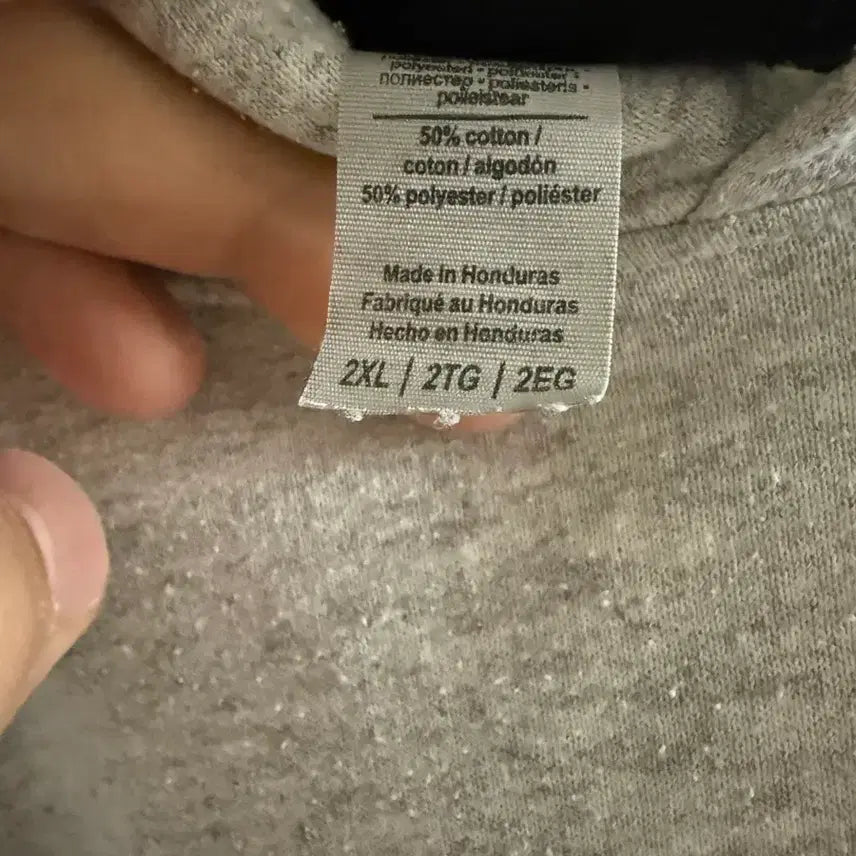 полиестер • poliesteris •
poliéistear
50% cotton /
coton / algodón
50% polyester / poliéster
Made in Honduras
Fabriqué au Honduras
Hecho en Honduras
2XL / 2TG / 2EG